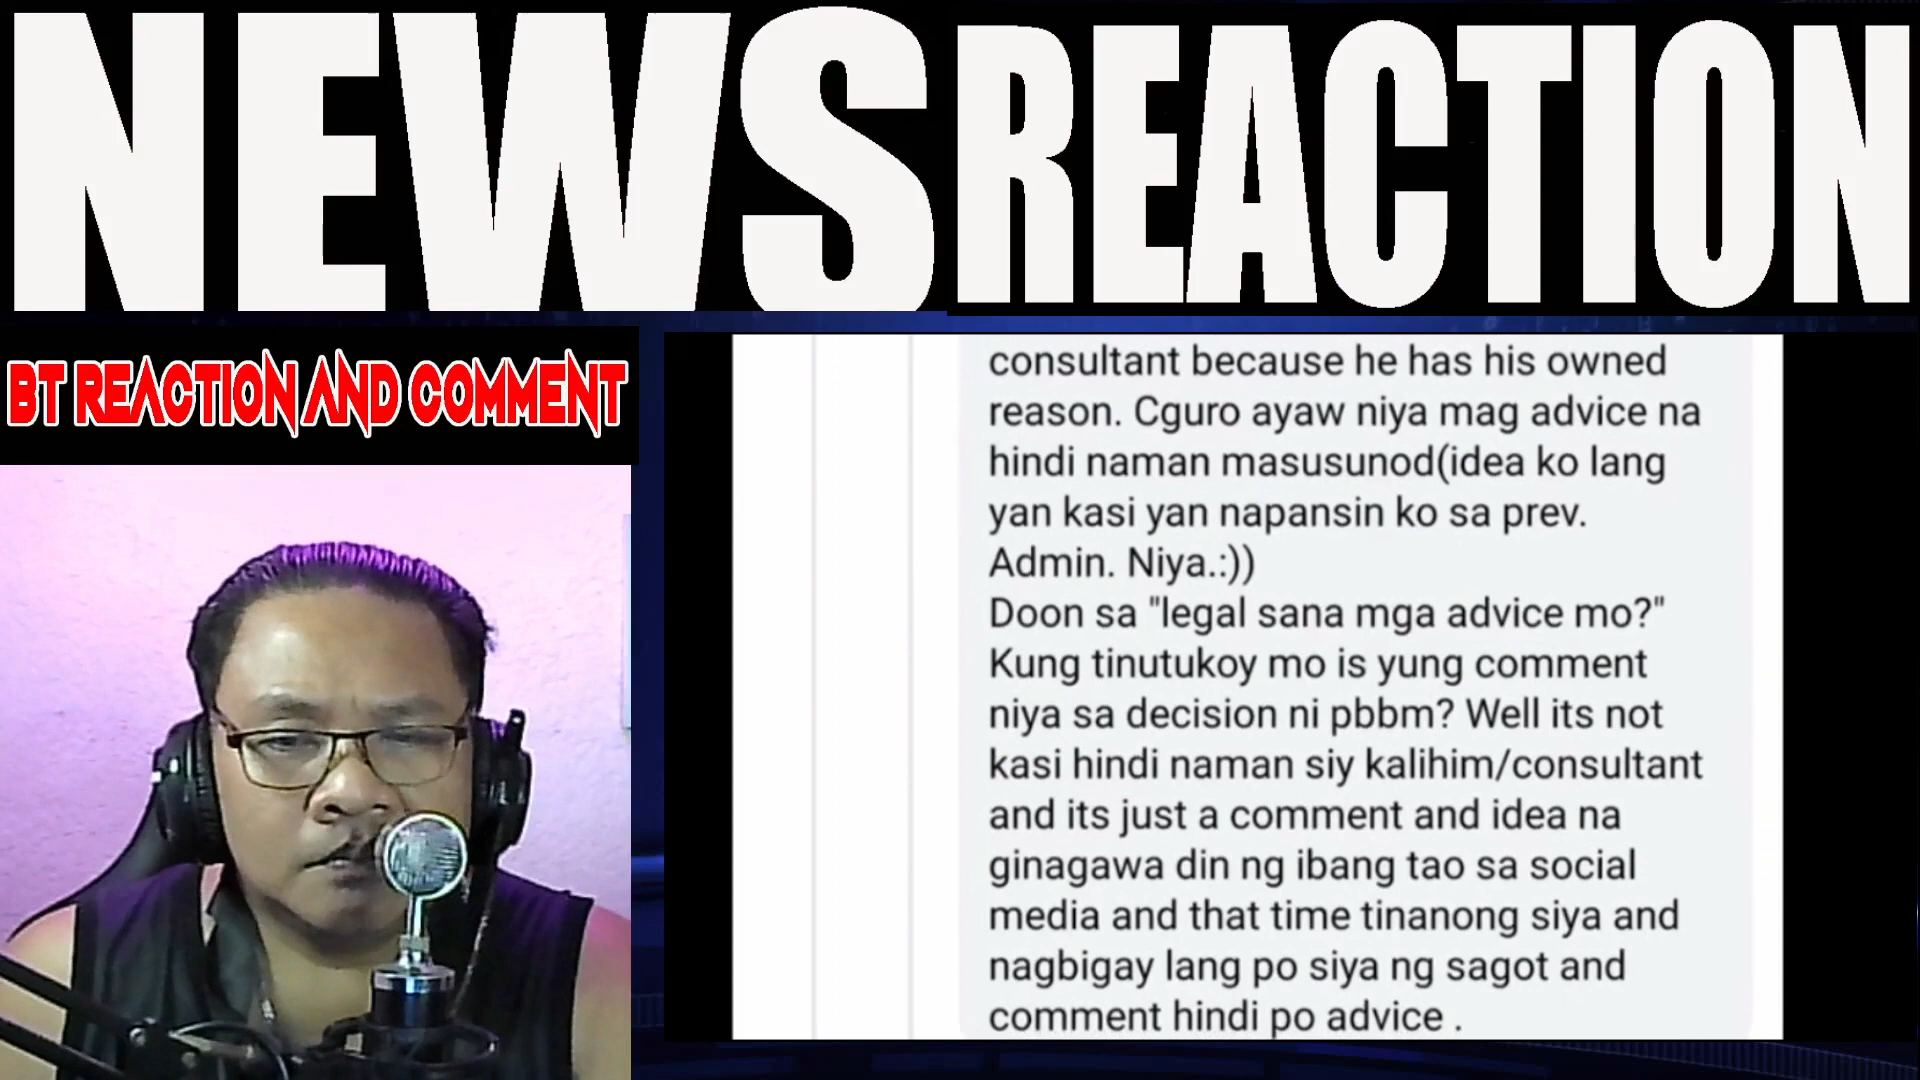 NEWS REACTION
BT REACTION AND COMMENT
consultant because he has his owned
reason. Cguro ayaw niya mag advice na
hindi naman masusunod(idea ko lang
yan kasi yan napansin ko sa prev.
Admin. Niya.:))
Doon sa "legal sana mga advice mo?"
Kung tinutukoy mo is yung comment
niya sa decision ni pbbm? Well its not
kasi hindi naman siy kalihim/consultant
and its just a comment and idea na
ginagawa din ng ibang tao sa social
media and that time tinanong siya and
nagbigay lang po siya ng sagot and
comment hindi po advice .